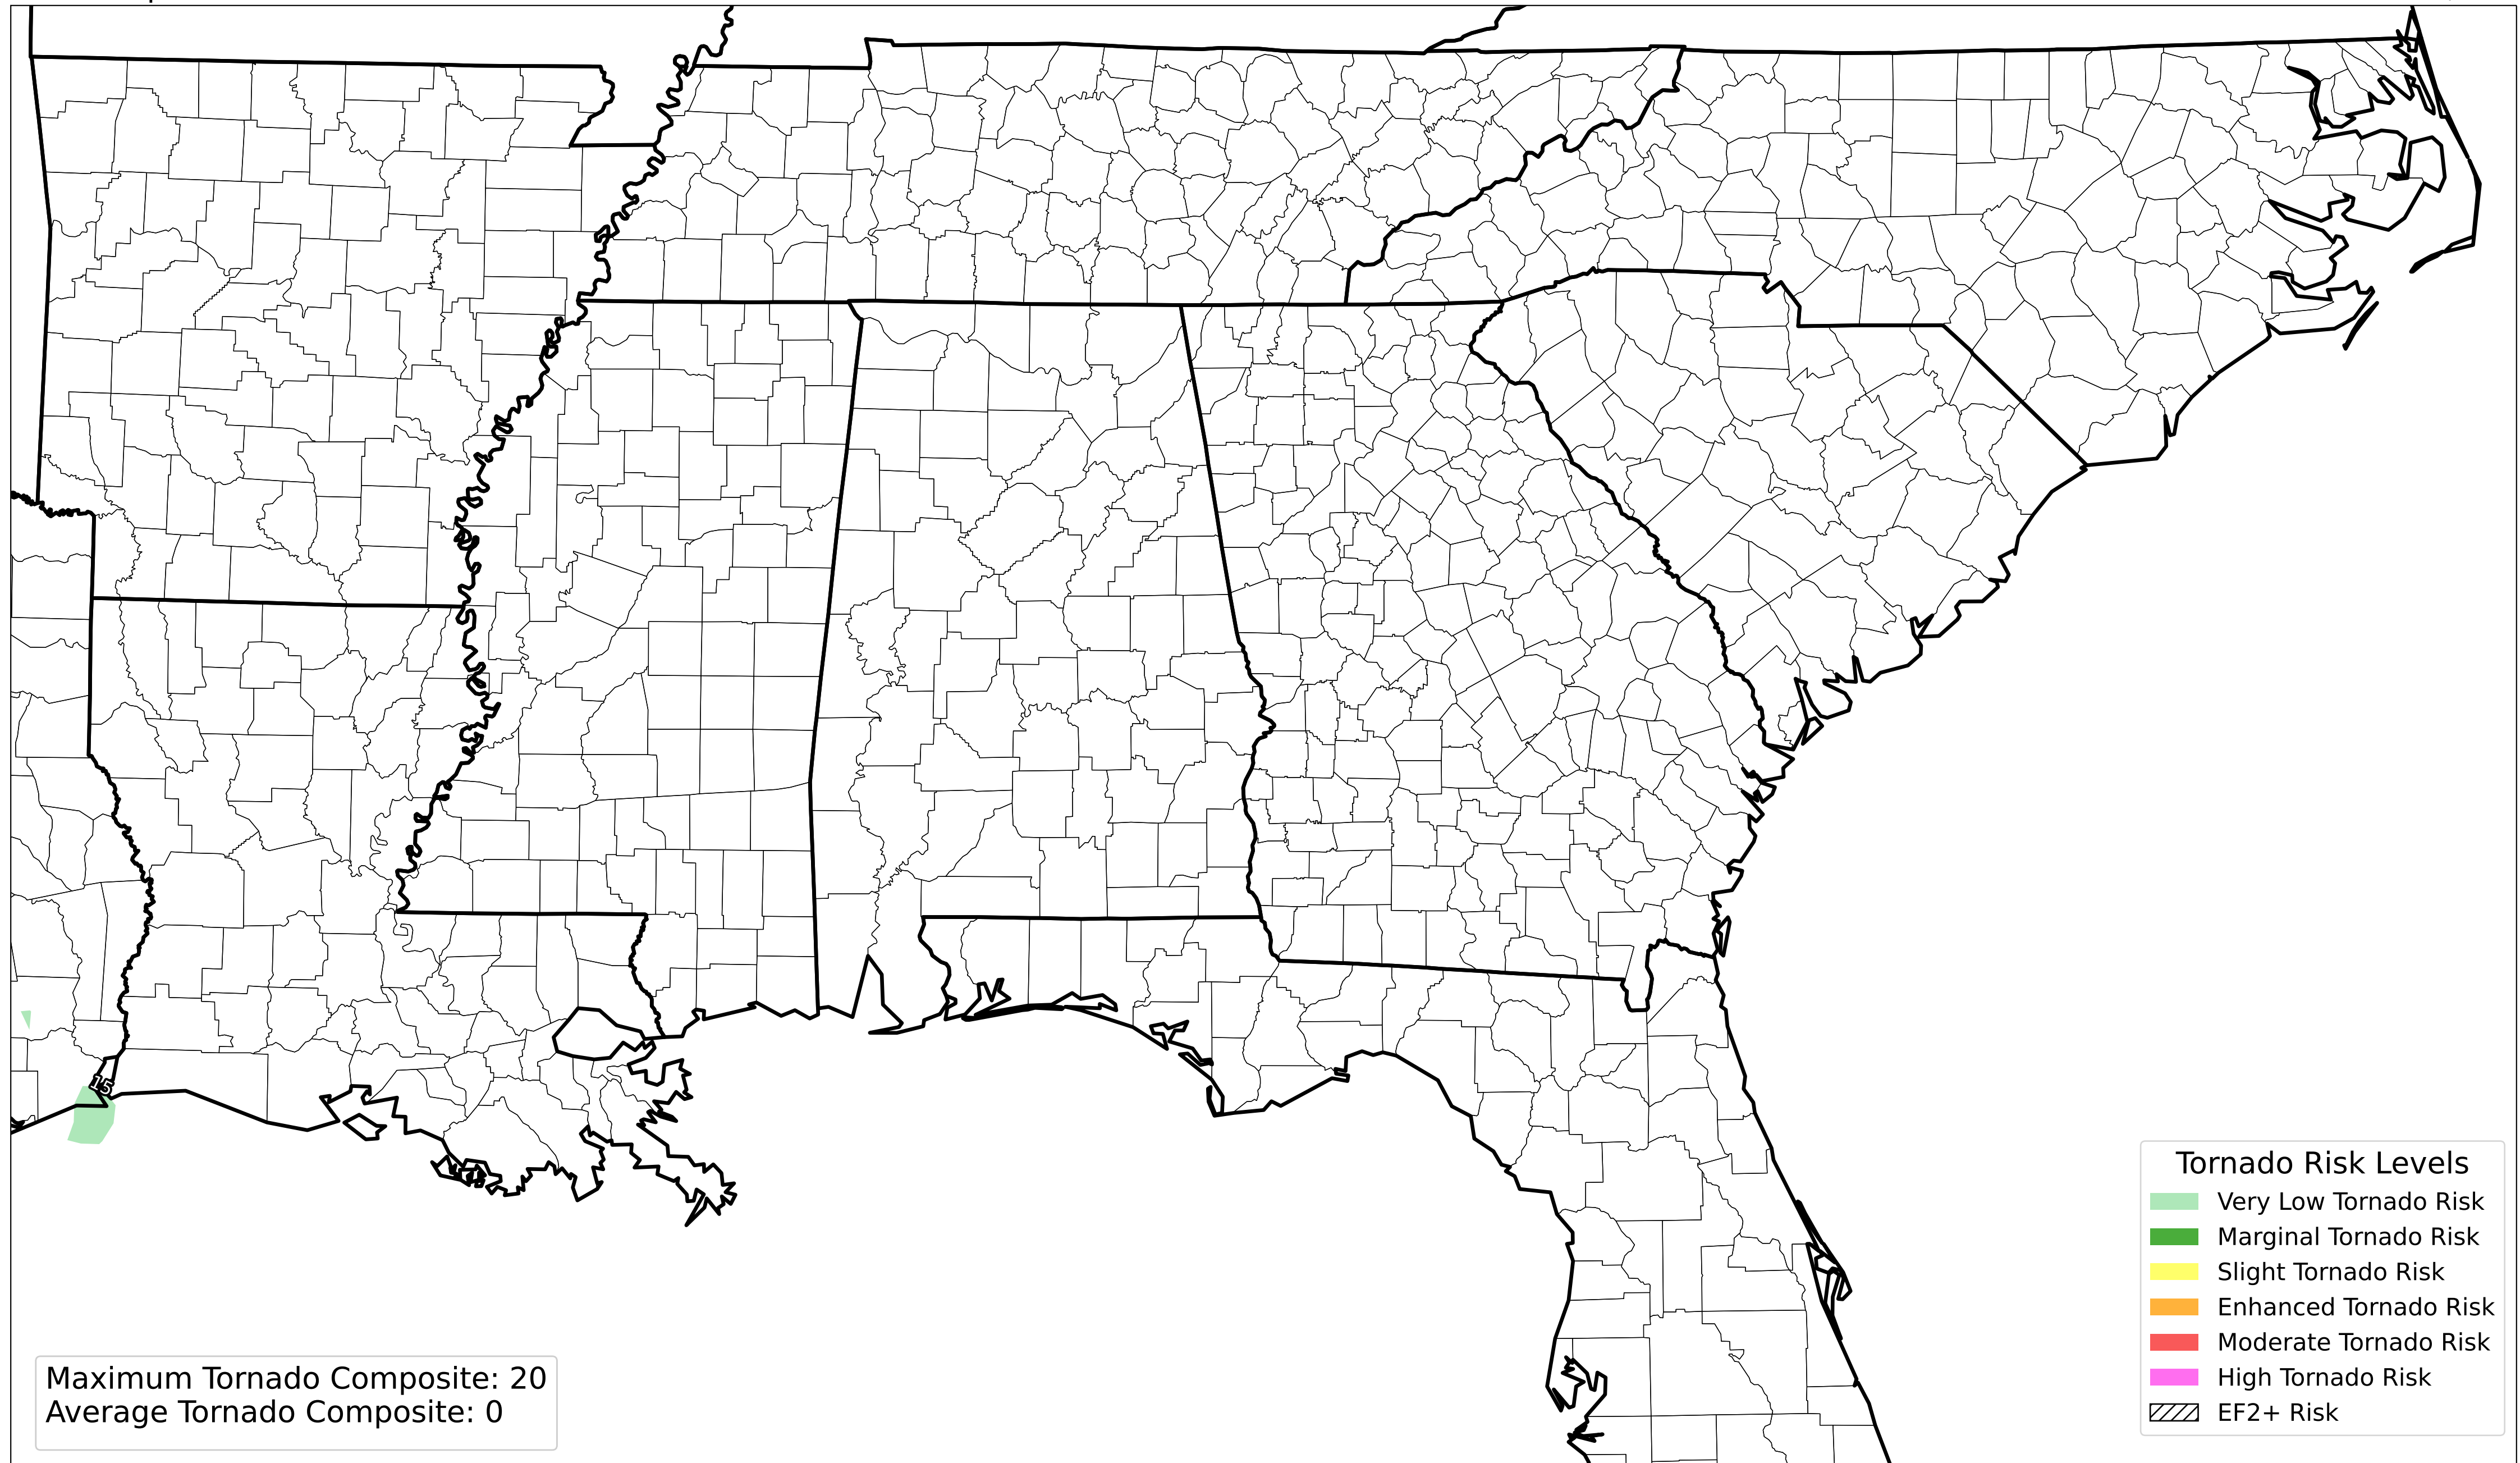 15
Tornado Risk Levels
Very Low Tornado Risk
Marginal Tornado Risk
Slight Tornado Risk
Enhanced Tornado Risk
Moderate Tornado Risk
High Tornado Risk
EF2+ Risk
Maximum Tornado Composite: 20
Average Tornado Composite: 0